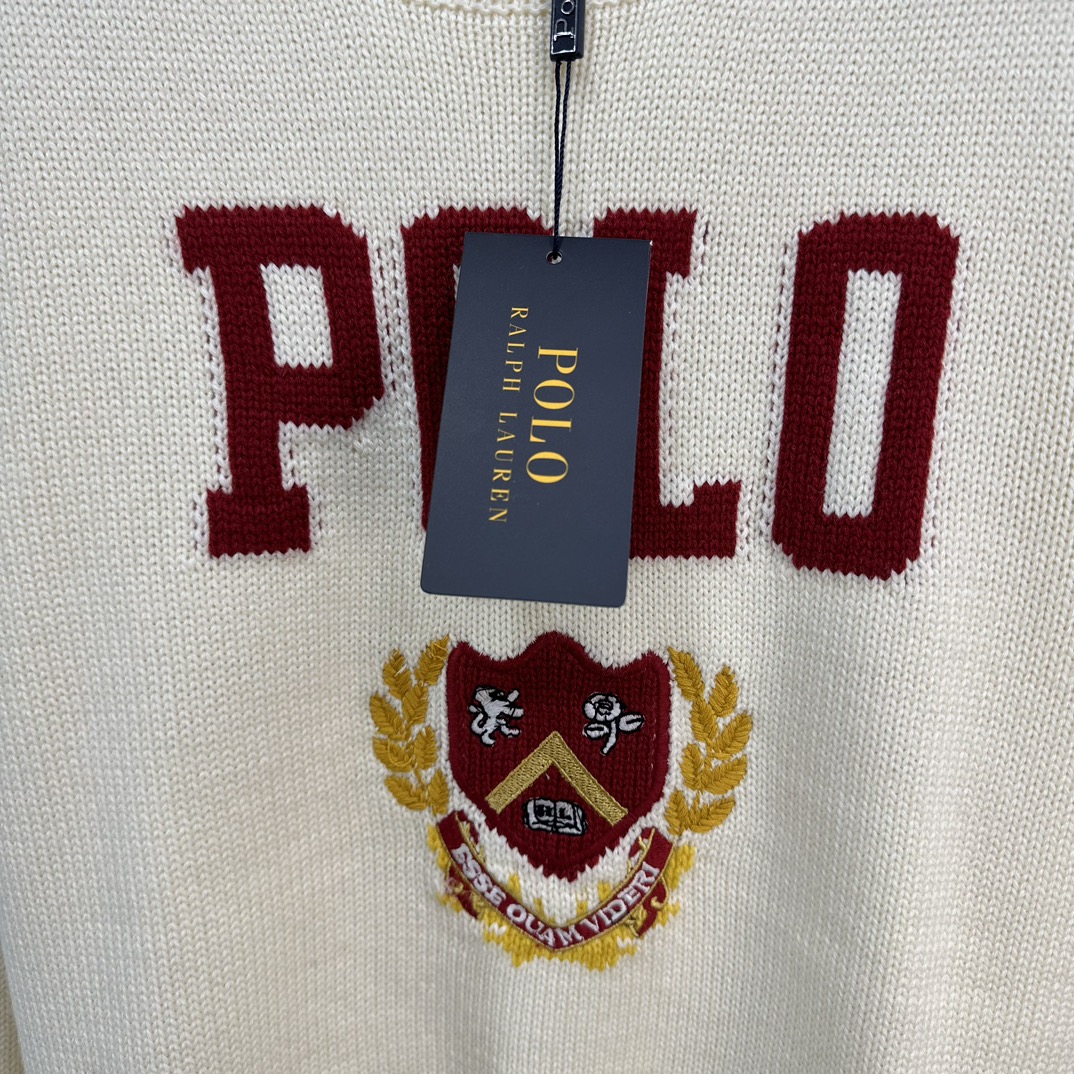 POLO
POLO
RALPH LAUREN
ESSE QUAM VIDERI